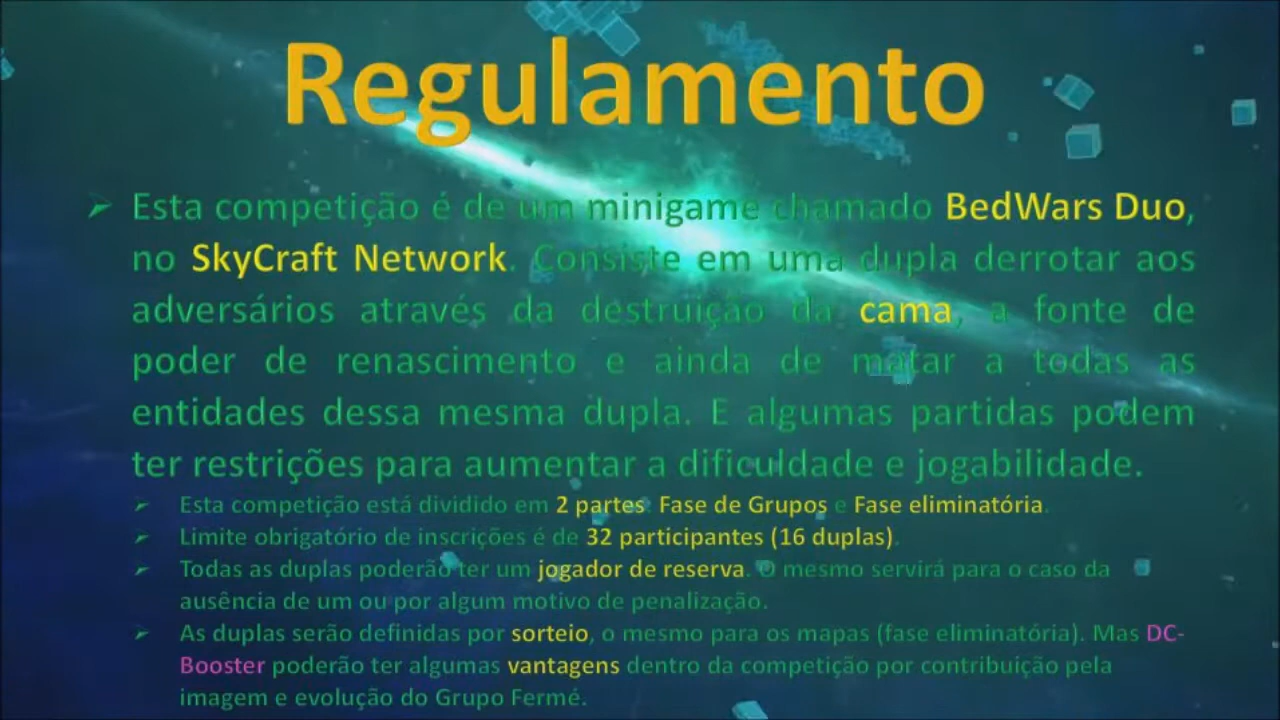 Regulamento
Esta competição é de um minigame chamado BedWars Duo,
no SkyCraft Network. Consiste em uma dupla derrotar aos
adversários através da destruição da cama, a fonte de
poder de renascimento e ainda de matar a todas as
entidades dessa mesma dupla. E algumas partidas podem
ter restrições para aumentar a dificuldade e jogabilidade.
Esta competição está dividido em 2 partes: Fase de Grupos e Fase eliminatória.
Limite obrigatório de inscrições é de 32 participantes (16 duplas).
Todas as duplas poderão ter um jogador de reserva. O mesmo servirá para o caso da
ausência de um ou por algum motivo de penalização.
As duplas serão definidas por sorteio, o mesmo para os mapas (fase eliminatória). Mas DC-
Booster poderão ter algumas vantagens dentro da competição por contribuição pela
imagem e evolução do Grupo Fermé.